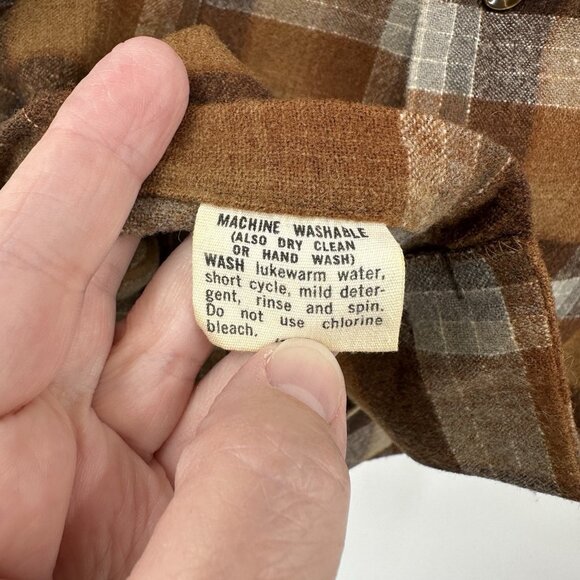 MACHINE WASHABLE
(ALSO DRY CLEAN
OR HAND WASH)
WASH lukewarm water,
short cycle, mild deter-
gent, rinse and spin.
Do not use chlorine
bleach.